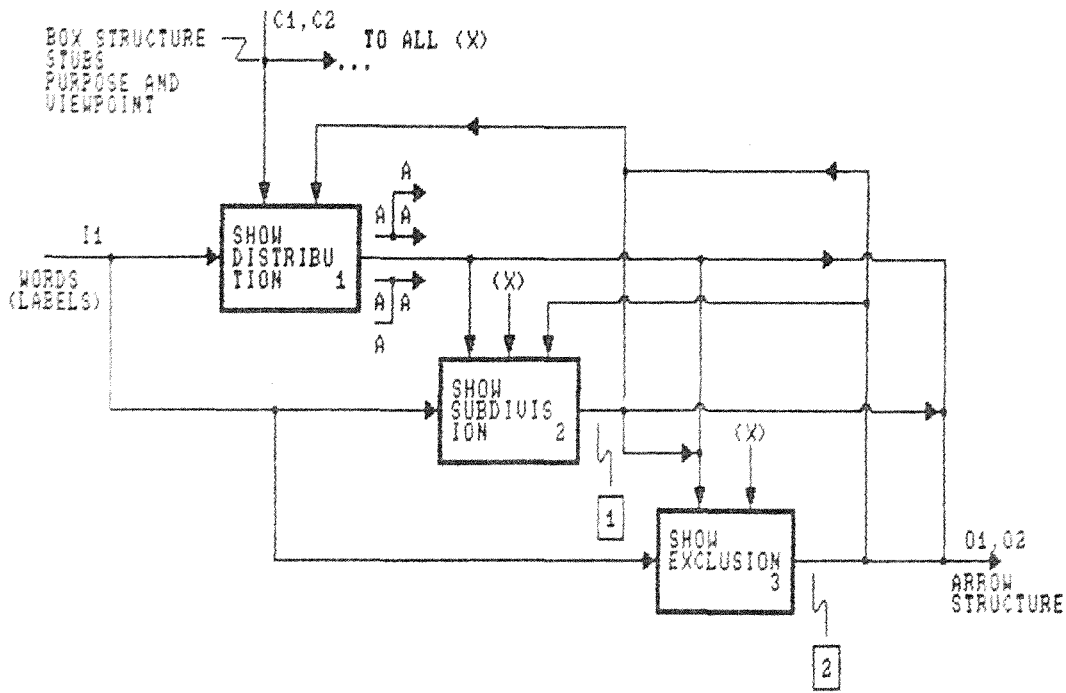 C1,C2
BOX STRUCTURE
STUBS
PURPOSE AND
VIEWPOINT
TO ALL (X)
...
I1
WORDS
(LABELS)
SHOW
DISTRIBU
TION 1
A
A A
A A
A
(X)
SHOW
SUBDIVIS
ION 2
(X)
1
SHOW
EXCLUSION
3
O1,O2
ARROW
STRUCTURE
2